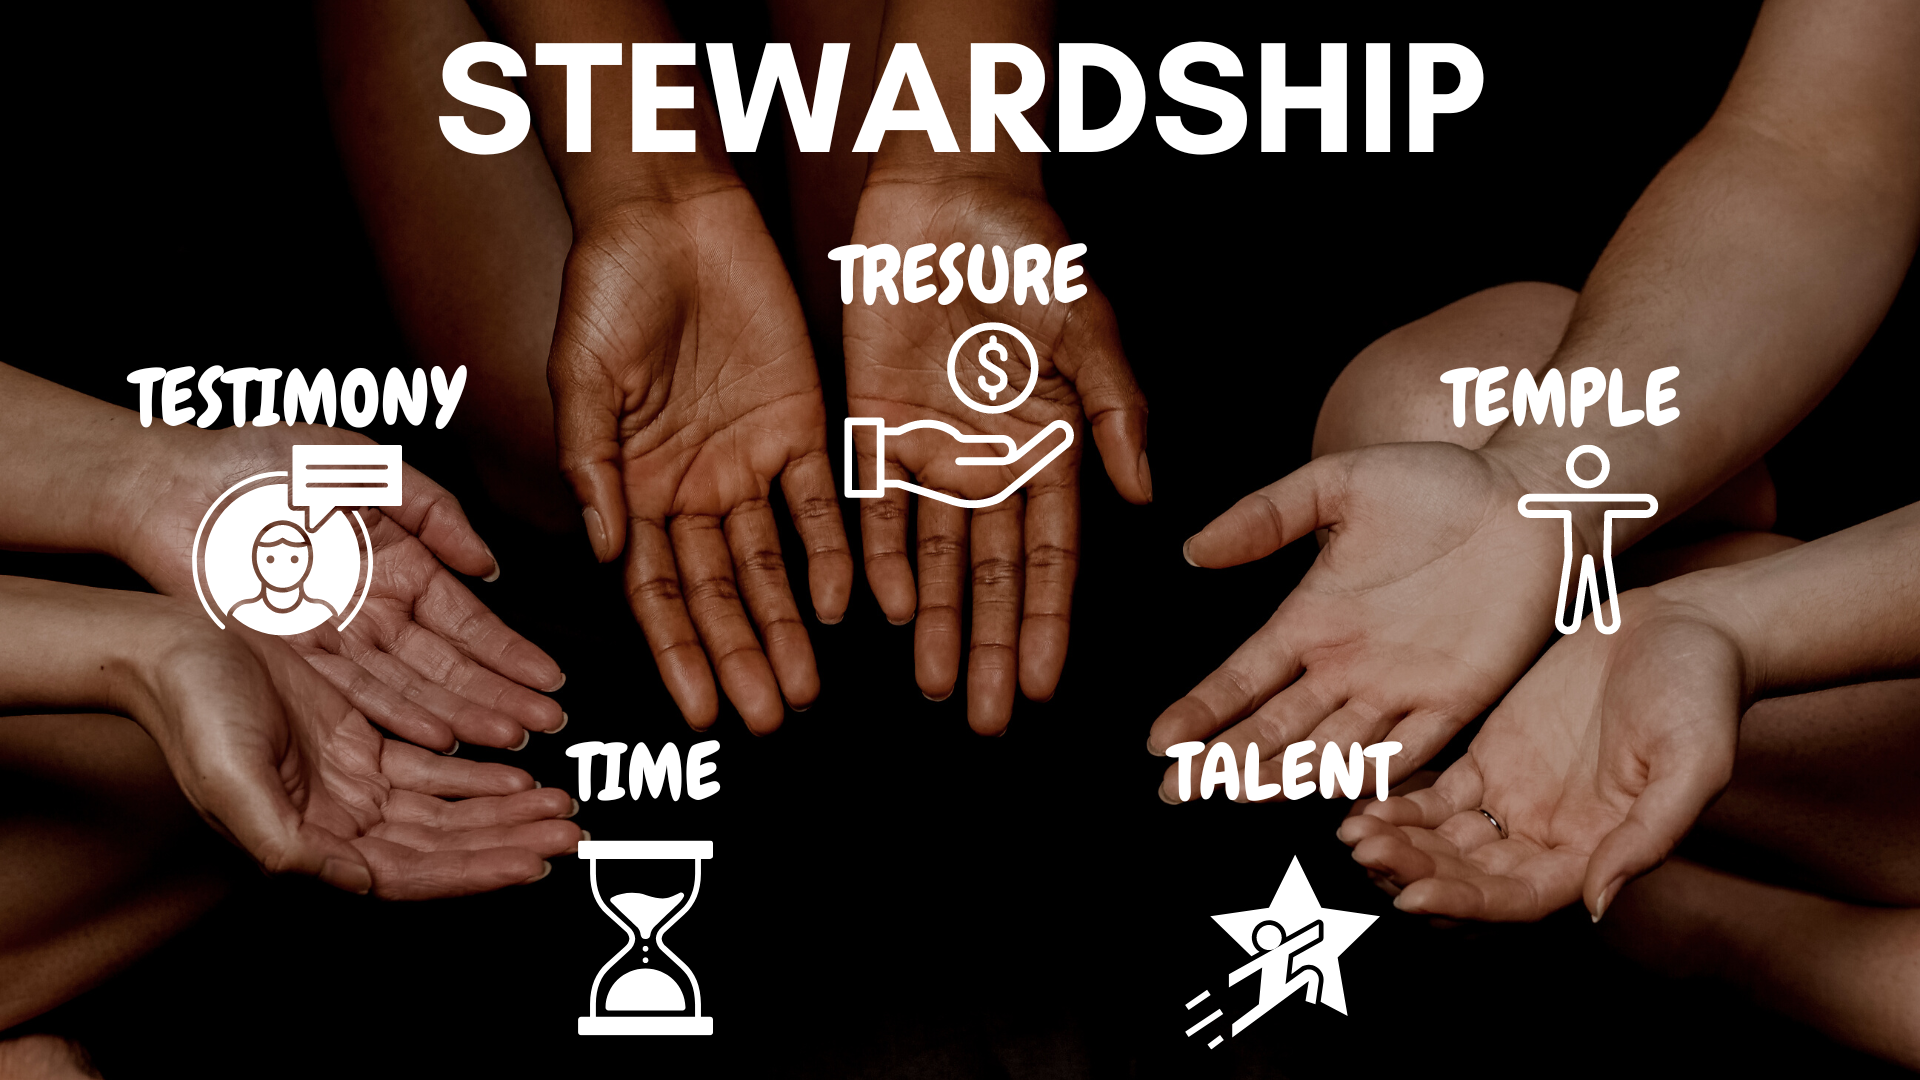 STEWARDSHIP
TRESURE
$
TESTIMONY
TEMPLE
TIME
TALENT